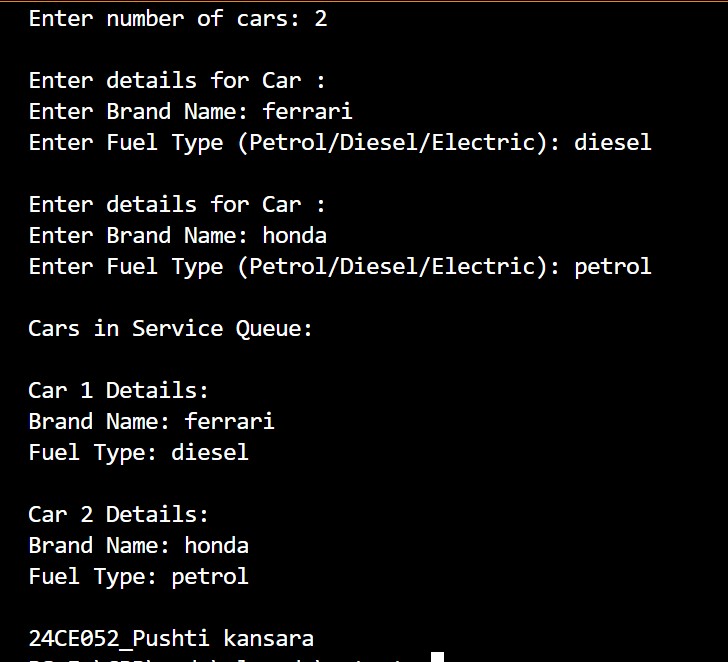 Enter number of cars: 2
Enter details for Car :
Enter Brand Name: ferrari
Enter Fuel Type (Petrol/Diesel/Electric): diesel
Enter details for Car :
Enter Brand Name: honda
Enter Fuel Type (Petrol/Diesel/Electric): petrol
Cars in Service Queue:
Car 1 Details:
Brand Name: ferrari
Fuel Type: diesel
Car 2 Details:
Brand Name: honda
Fuel Type: petrol
24CE052_Pushti kansara